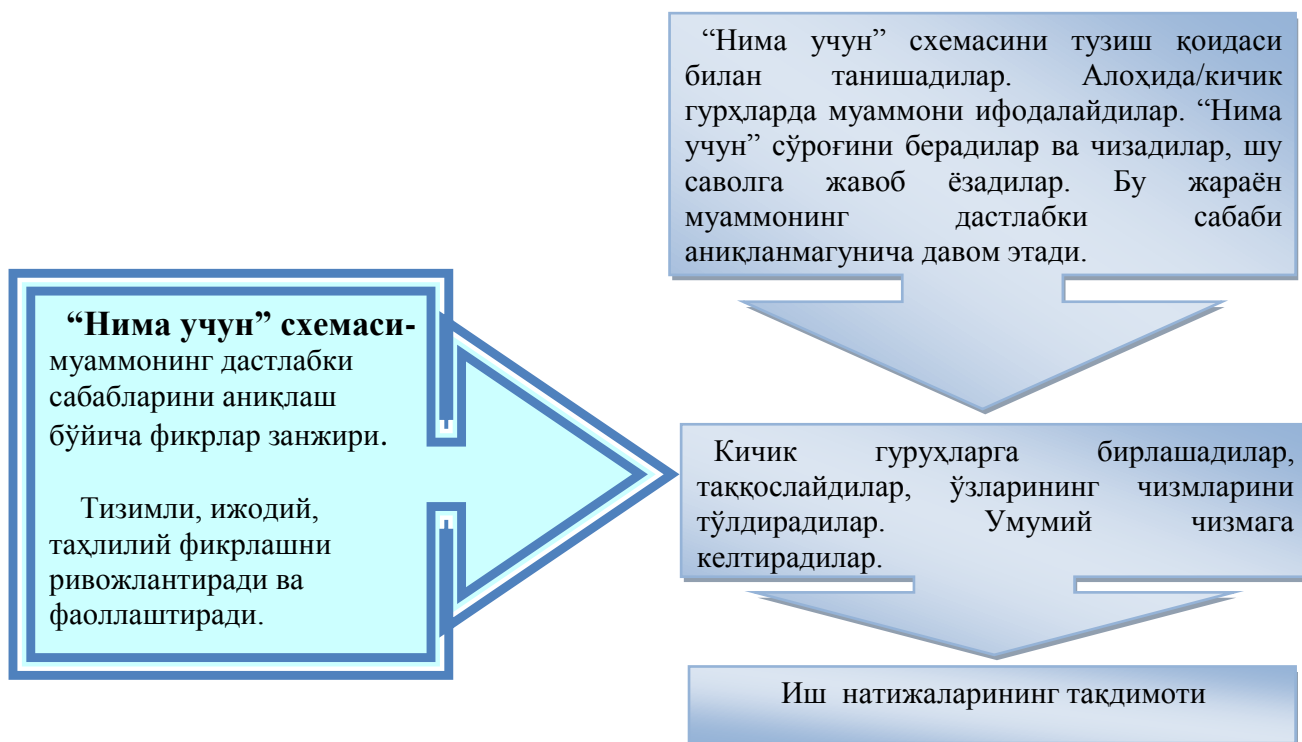 “Нима учун” схемаси-
муаммонинг дастлабки
сабабларини аниқлаш
бўйича фикрлар занжири.
Тизимли, ижодий,
таҳлилий фикрлашни
ривожлантиради ва
фаоллаштиради.
“Нима учун” схемасини тузиш қоидаси
билан танишадилар. Алоҳида/кичик
гурҳларда муаммони ифодалайдилар. “Нима
учун” сўроғини берадилар ва чизадилар, шу
саволга жавоб ёзадилар. Бу жараён
муаммонинг дастлабки сабаби
аниқланмагунича давом этади.
Кичик гуруҳларга бирлашадилар,
таққослайдилар, ўзларининг чизмларини
тўлдирадилар. Умумий чизмага
келтирадилар.
Иш натижаларининг тақдимоти